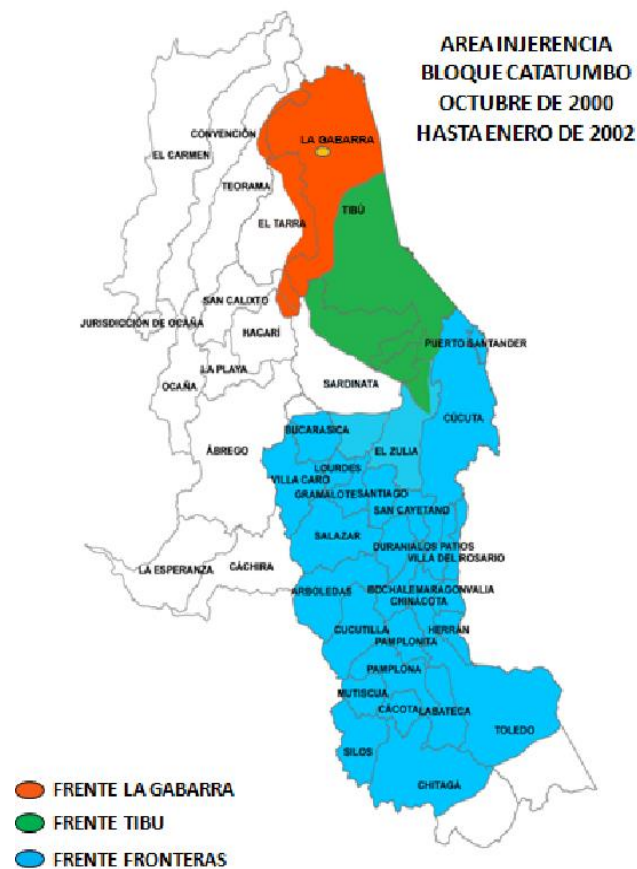 AREA INJERENCIA
BLOQUE CATATUMBO
OCTUBRE DE 2000
HASTA ENERO DE 2002
CONVENCIÓN
LA GABARRA
EL CARMEN
TEORAMA
TIBÚ
EL TARRA
SAN CALIXTO
JURISDICCIÓN DE OCAÑA
HACARÍ
PUERTO SANTANDER
LA PLAYA
SARDINATA
OCAÑA
CÚCUTA
BUCARASICA
ÁBREGO
EL ZULIA
LOURDES
VILLA CARO
GRAMALOTE
SANTIAGO
SAN CAYETANO
SALAZAR
DURANIA
LOS PATIOS
VILLA DEL ROSARIO
LA ESPERANZA
CÁCHIRA
ARBOLEDAS
BOCHALEMA
RAGONVALIA
CHINÁCOTA
CUCUTILLA
HERRÁN
PAMPLONITA
PAMPLONA
MUTISCUA
CÁCOTA
LABATECA
TOLEDO
SILOS
CHITAGÁ
FRENTE LA GABARRA
FRENTE TIBU
FRENTE FRONTERAS